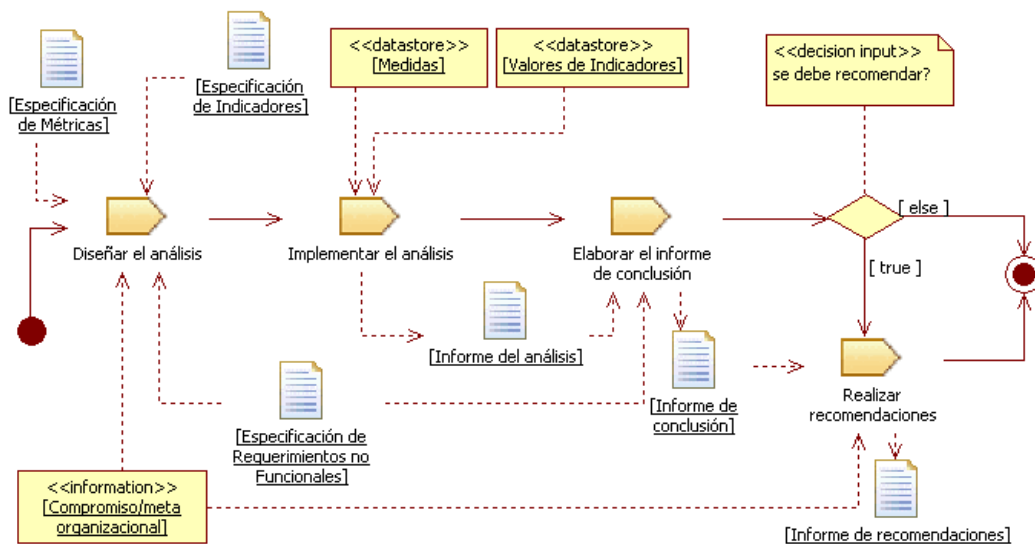 <<datastore>>
[Medidas]
<<datastore>>
[Valores de Indicadores]
<<decision input>>
se debe recomendar?
[Especificación
de Métricas]
[Especificación
de Indicadores]
[ else ]
Diseñar el análisis
Implementar el análisis
Elaborar el informe
de conclusión
[ true ]
[Informe del análisis]
Realizar
recomendaciones
[Informe de
conclusión]
[Especificación de
Requerimientos no
Funcionales]
<<information>>
[Compromiso/meta
organizacional]
[Informe de recomendaciones]